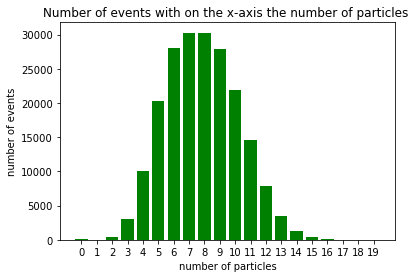 Number of events with on the x-axis the number of particles
30000
25000
20000
15000
10000
5000
0
number of events
0 1 2 3 4 5 6 7 8 9 10 11 12 13 14 15 16 17 18 19
number of particles